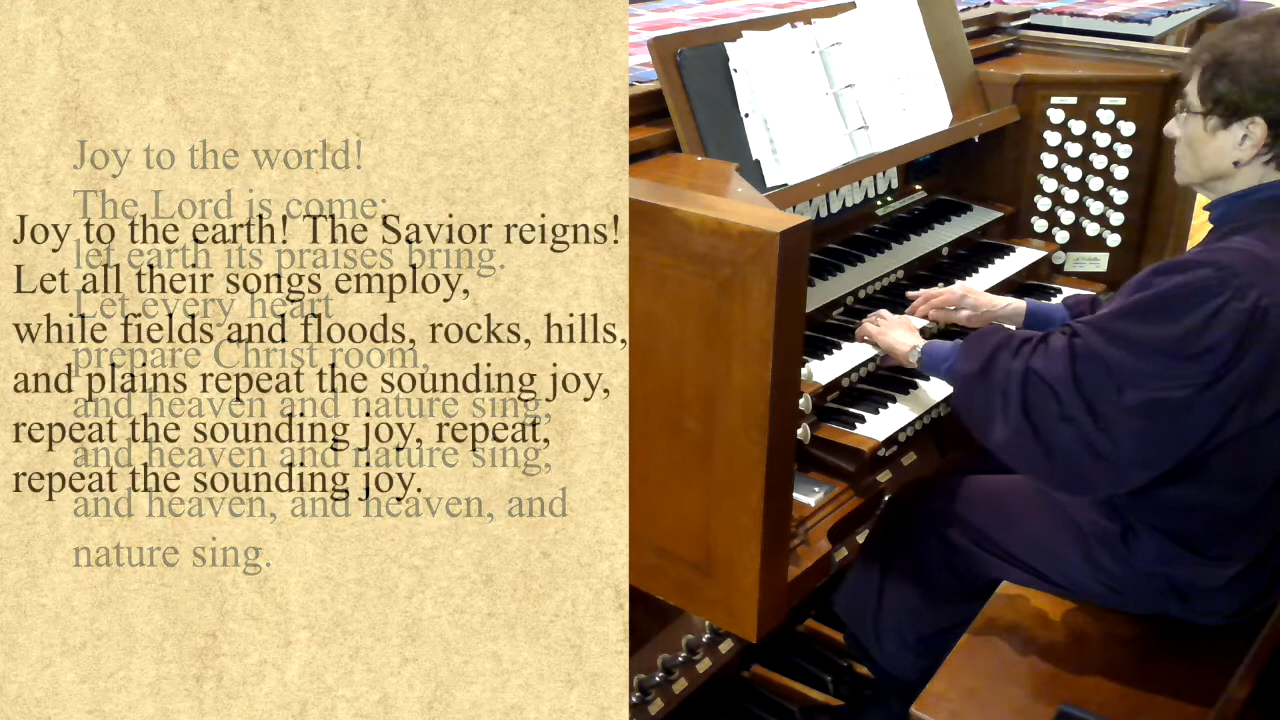 Joy to the world!
The Lord is come;
let earth its praises bring.
Let every heart
prepare Christ room,
and heaven and nature sing,
and heaven and nature sing,
and heaven, and heaven, and
nature sing.
Joy to the earth! The Savior reigns!
Let all their songs employ,
while fields and floods, rocks, hills,
and plains repeat the sounding joy,
repeat the sounding joy, repeat,
repeat the sounding joy.